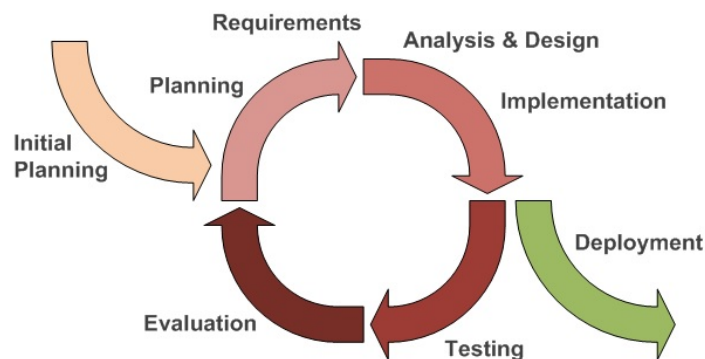 Requirements
Analysis & Design
Planning
Implementation
Initial
Planning
Deployment
Evaluation
Testing